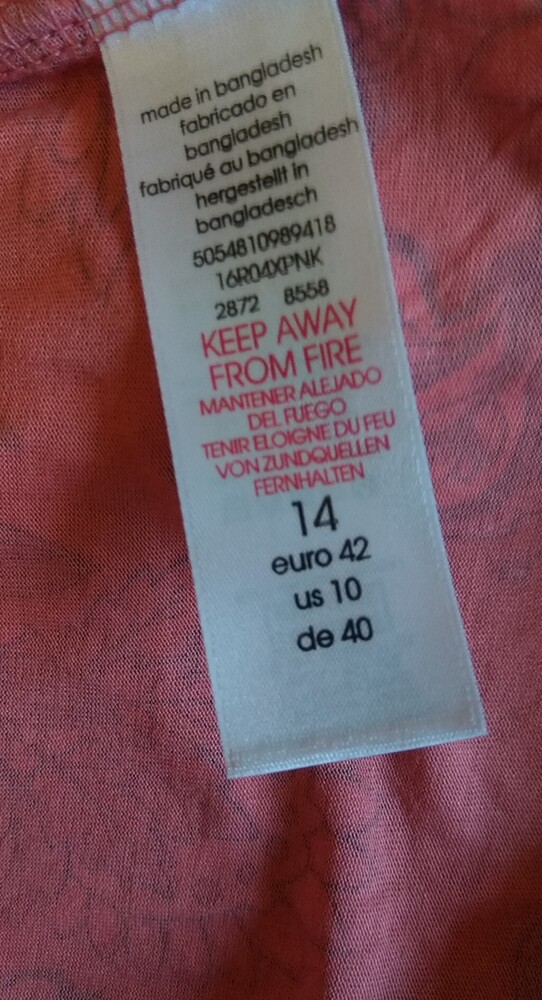 made in bangladesh
fabricado en
bangladesh
fabriqué au bangladesh
hergestellt in
bangladesch
5054810989418
16R04XPNK
2872 8558
KEEP AWAY
FROM FIRE
MANTENER ALEJADO
DEL FUEGO
TENIR ELOIGNE DU FEU
VON ZUNDQUELLEN
FERNHALTEN
14
euro 42
us 10
de 40